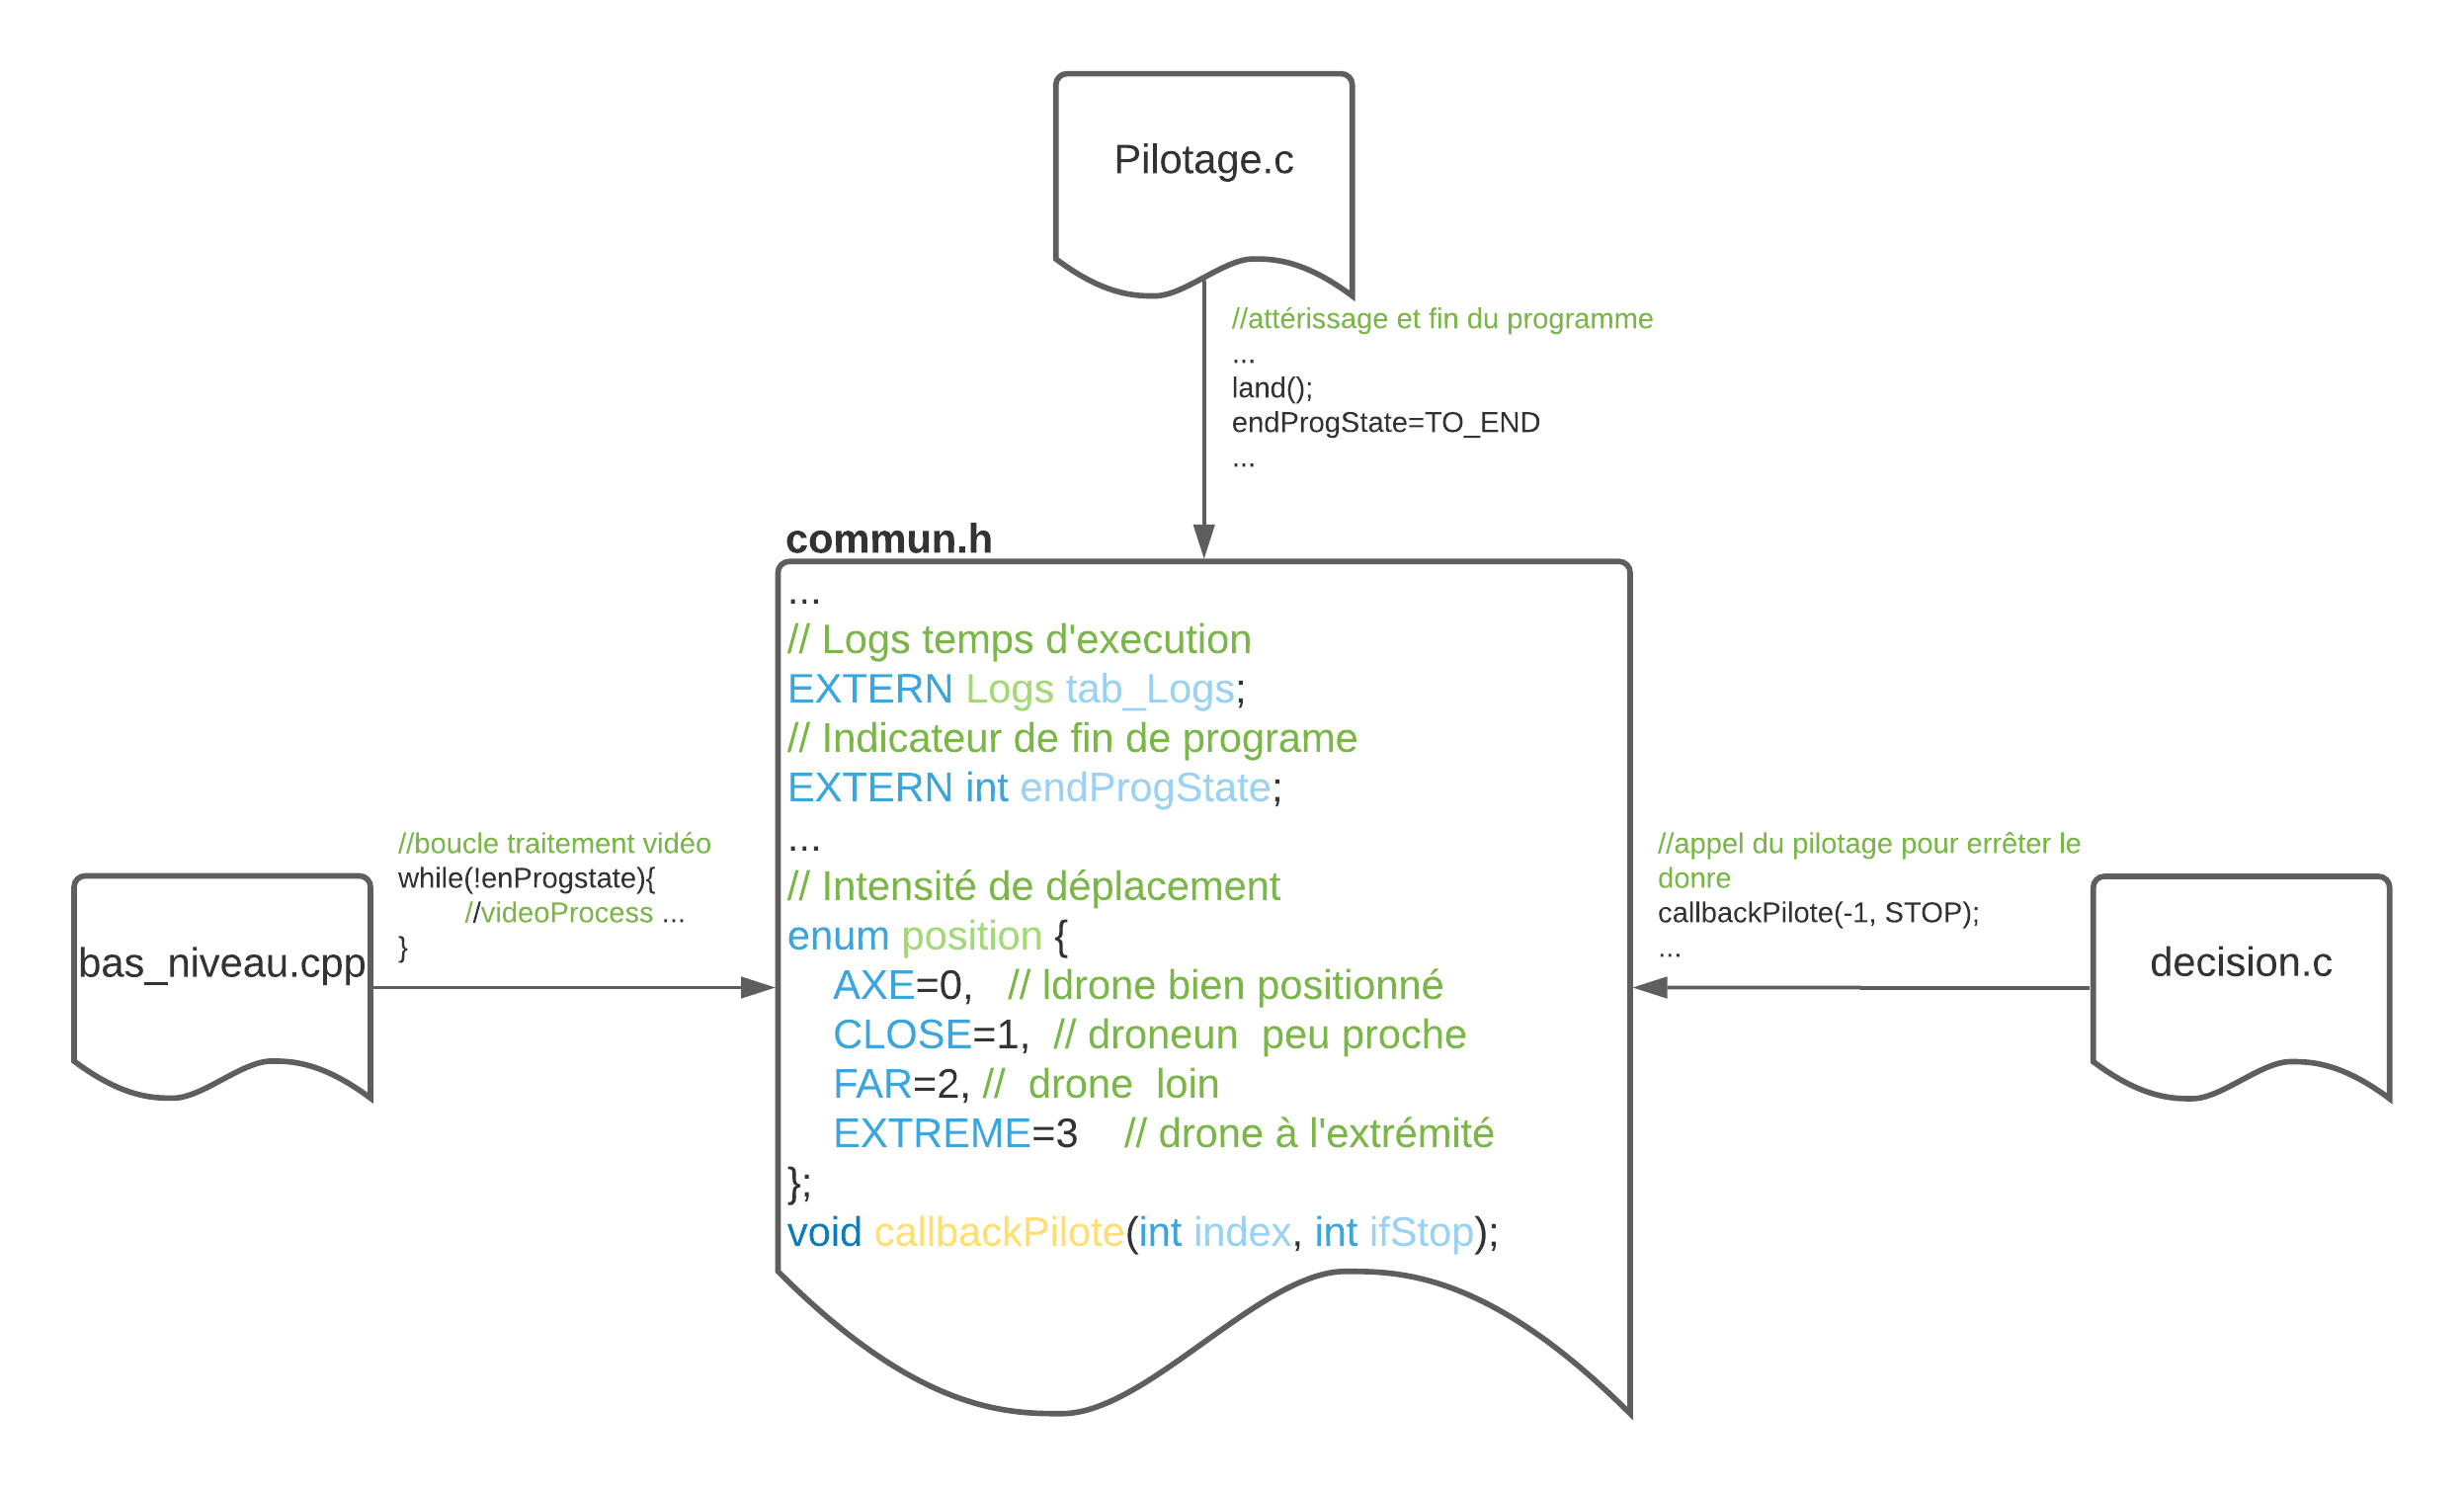 Pilotage.c
//attérissage et fin du programme
...
land();
endProgState=TO_END
...
commun.h
...
// Logs temps d'execution
EXTERN Logs tab_Logs;
// Indicateur de fin de programe
EXTERN int endProgState;
...
// Intensité de déplacement
enum position {
AXE=0,   // ldrone bien positionné
CLOSE=1,  // droneun  peu proche
FAR=2, //  drone  loin
EXTREME=3    // drone à l'extrémité
};
void callbackPilote(int index, int ifStop);
//boucle traitement vidéo
while(!enProgstate){
//videoProcess ...
}
bas_niveau.cpp
//appel du pilotage pour errêter le
donre
callbackPilote(-1, STOP);
...
decision.c